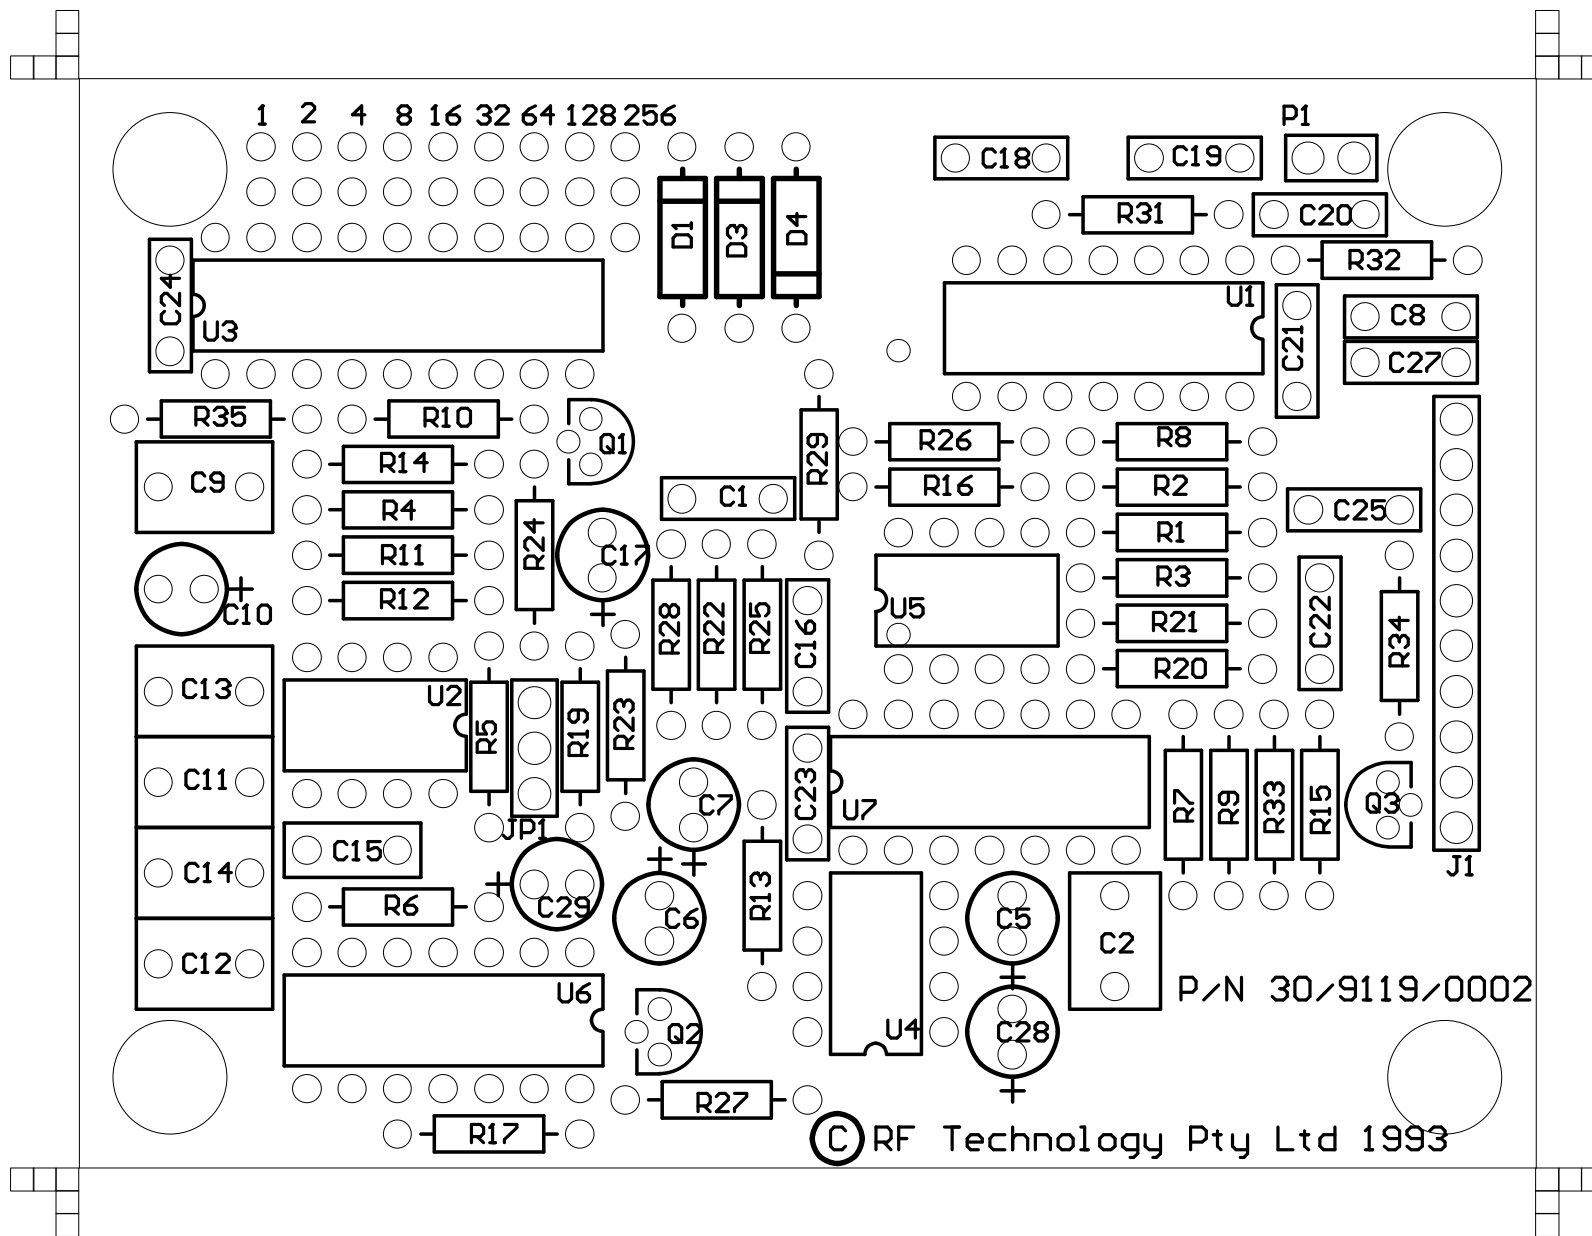 1 2 4 8 16 32 64 128 256
P1
C18 C19
R31 C20
D1 D3 D4
R32
C24 U3
U1 C21 C8
C27
R35 R10 Q1
R29 R26 R8
C9 R14
R16 R2
C1
R4 R24 C25
R11 C17 R1
R12 R3
C10 U5 R21
R28 R22 R25 C16 C22 R34
R20
C13 U2
R5 R19 R23
C11 C7 C23 U7 R7 R9 R33 R15 Q3
JP1
C15
C14 J1
R6 C29 C6 R13 C5
C2
C12
U6 P/N 30/9119/0002
Q2 U4 C28
R27
R17
C RF Technology Pty Ltd 1993